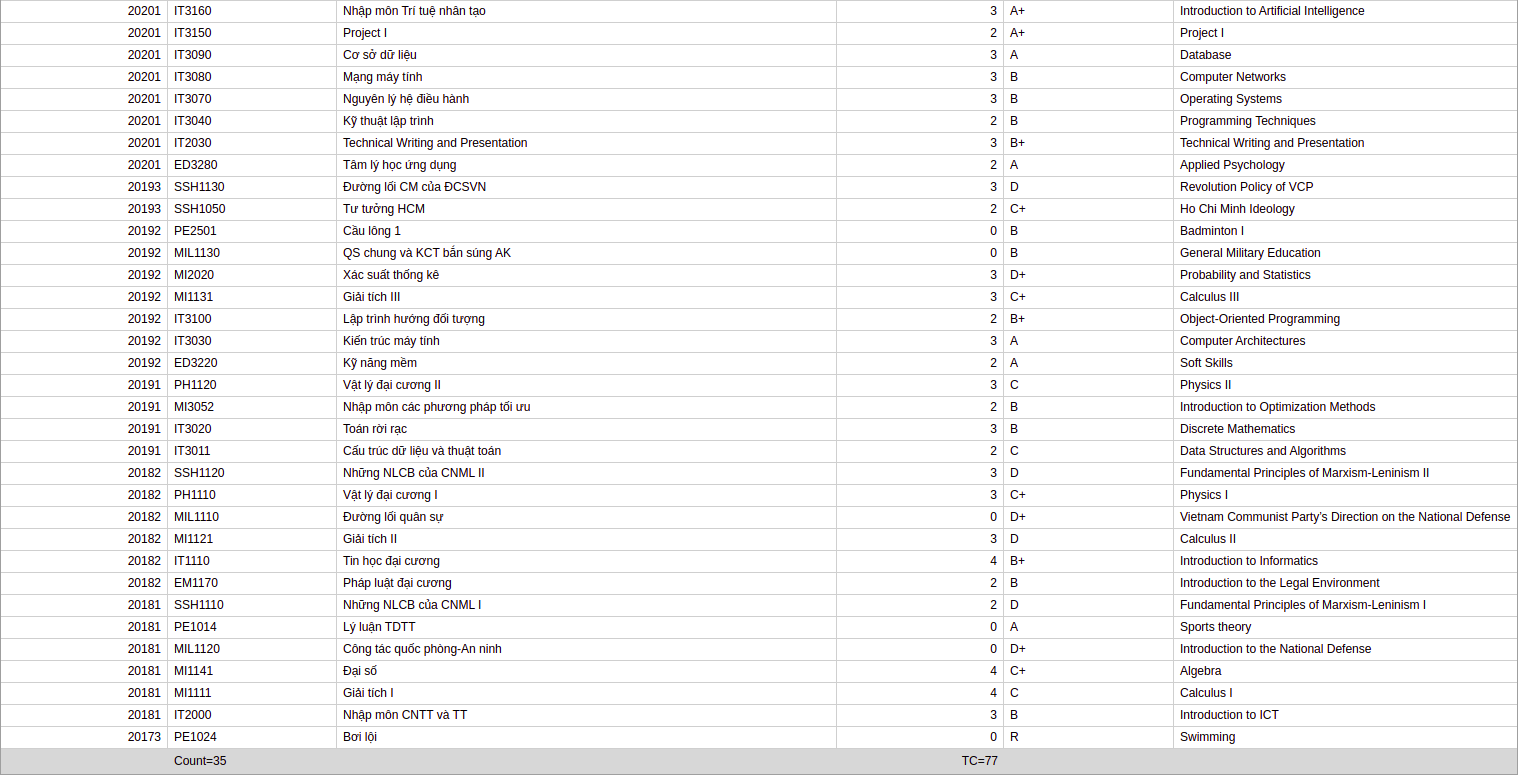 20201 IT3160 Nhập môn Trí tuệ nhân tạo 3 A+ Introduction to Artificial Intelligence
20201 IT3150 Project I 2 A+ Project I
20201 IT3090 Cơ sở dữ liệu 3 A Database
20201 IT3080 Mạng máy tính 3 B Computer Networks
20201 IT3070 Nguyên lý hệ điều hành 3 B Operating Systems
20201 IT3040 Kỹ thuật lập trình 2 B Programming Techniques
20201 IT2030 Technical Writing and Presentation 3 B+ Technical Writing and Presentation
20201 ED3280 Tâm lý học ứng dụng 2 A Applied Psychology
20193 SSH1130 Đường lối CM của ĐCSVN 3 D Revolution Policy of VCP
20193 SSH1050 Tư tưởng HCM 2 C+ Ho Chi Minh Ideology
20192 PE2501 Cầu lông 1 0 B Badminton I
20192 MIL1130 QS chung và KCT bắn súng AK 0 B General Military Education
20192 MI2020 Xác suất thống kê 3 D+ Probability and Statistics
20192 MI1131 Giải tích III 3 C+ Calculus III
20192 IT3100 Lập trình hướng đối tượng 2 B+ Object-Oriented Programming
20192 IT3030 Kiến trúc máy tính 3 A Computer Architectures
20192 ED3220 Kỹ năng mềm 2 A Soft Skills
20191 PH1120 Vật lý đại cương II 3 C Physics II
20191 MI3052 Nhập môn các phương pháp tối ưu 2 B Introduction to Optimization Methods
20191 IT3020 Toán rời rạc 3 B Discrete Mathematics
20191 IT3011 Cấu trúc dữ liệu và thuật toán 2 C Data Structures and Algorithms
20182 SSH1120 Những NLCB của CNML II 3 D Fundamental Principles of Marxism-Leninism II
20182 PH1110 Vật lý đại cương I 3 C+ Physics I
20182 MIL1110 Đường lối quân sự 0 D+ Vietnam Communist Party's Direction on the National Defense
20182 MI1121 Giải tích II 3 D Calculus II
20182 IT1110 Tin học đại cương 4 B+ Introduction to Informatics
20182 EM1170 Pháp luật đại cương 2 B Introduction to the Legal Environment
20181 SSH1110 Những NLCB của CNML I 2 D Fundamental Principles of Marxism-Leninism I
20181 PE1014 Lý luận TDTT 0 A Sports theory
20181 MIL1120 Công tác quốc phòng-An ninh 0 D+ Introduction to the National Defense
20181 MI1141 Đại số 4 C+ Algebra
20181 MI1111 Giải tích I 4 C Calculus I
20181 IT2000 Nhập môn CNTT và TT 3 B Introduction to ICT
20173 PE1024 Bơi lội 0 R Swimming
Count=35 TC=77